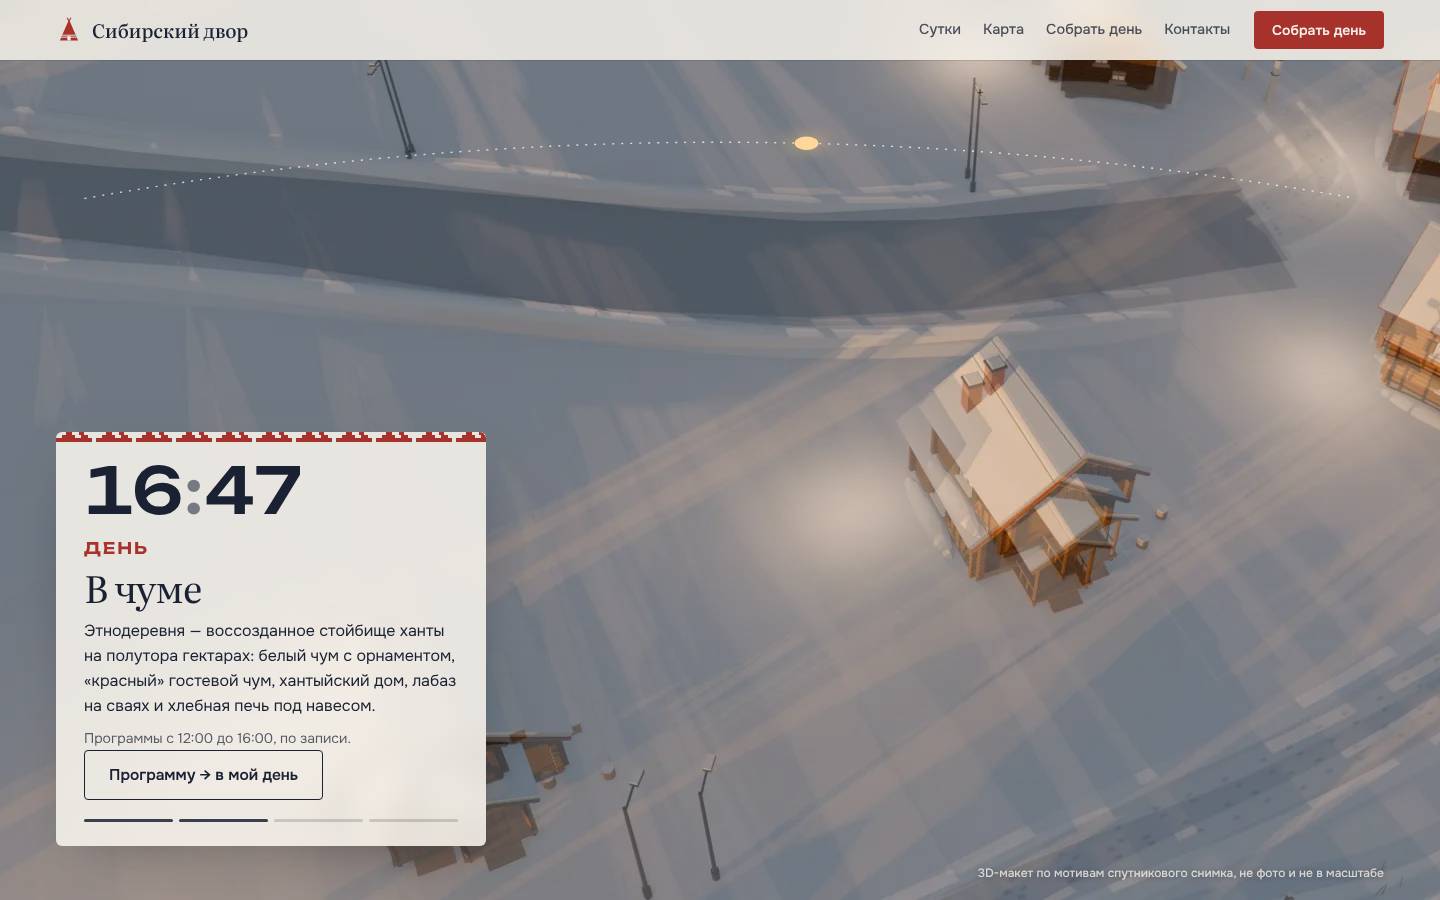 Сибирский двор
Сутки
Карта
Собрать день
Контакты
Собрать день
16:47
ДЕНЬ
В чуме
Этнодеревня — воссозданное стойбище ханты
на полутора гектарах: белый чум с орнаментом,
«красный» гостевой чум, хантыйский дом, лабаз
на сваях и хлебная печь под навесом.
Программы с 12:00 до 16:00, по записи.
Программу → в мой день
3D-макет по мотивам спутникового снимка, не фото и не в масштабе